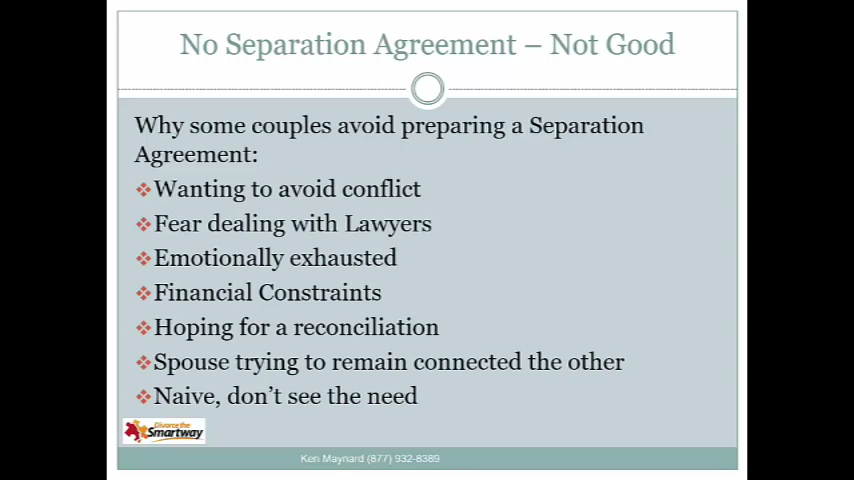 No Separation Agreement – Not Good
Why some couples avoid preparing a Separation
Agreement:
Wanting to avoid conflict
Fear dealing with Lawyers
Emotionally exhausted
Financial Constraints
Hoping for a reconciliation
Spouse trying to remain connected the other
Naive, don’t see the need
Divorce the
Smartway
Ken Maynard (877) 932-8389